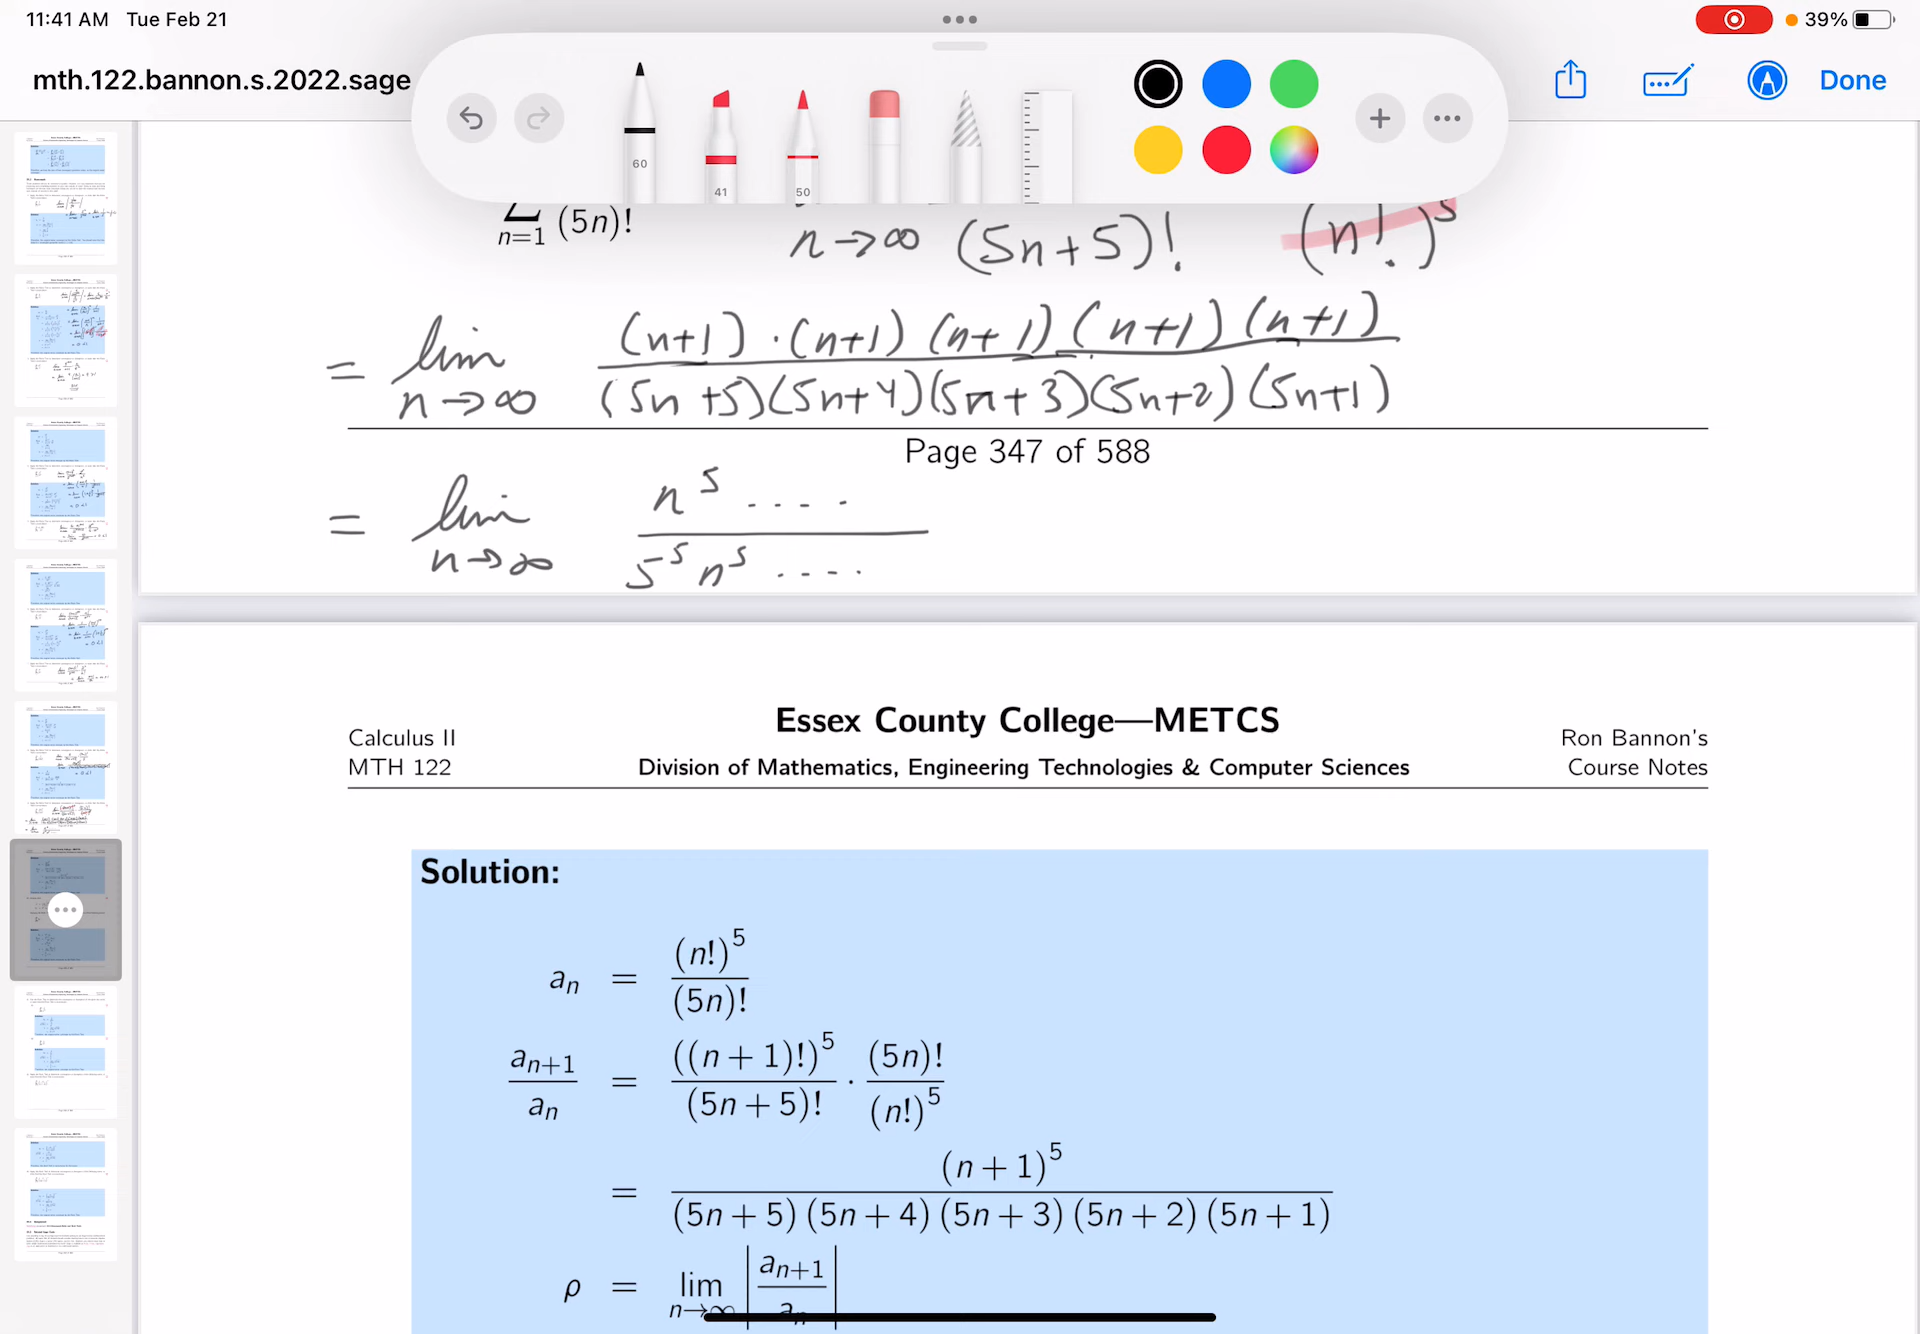 11:41 AM Tue Feb 21
39%
mth.122.bannon.s.2022.sage
60
41
50
Done
n=1 (5n)!
n→∞ (5n+5)! (n!)^5
= lim n→∞ (n+1)·(n+1)(n+1)(n+1)(n+1) / (5n+5)(5n+4)(5n+3)(5n+2)(5n+1)
Page 347 of 588
= lim n→∞ n^5 .... / 5^5 n^5 ....
Calculus II
MTH 122
Essex County College—METCS
Division of Mathematics, Engineering Technologies & Computer Sciences
Ron Bannon's
Course Notes
Solution:
a_n = (n!)^5 / (5n)!
a_{n+1} / a_n = ((n + 1)!)^5 / (5n + 5)! · (5n)! / (n!)^5
= (n + 1)^5 / (5n + 5) (5n + 4) (5n + 3) (5n + 2) (5n + 1)
ρ = lim n→∞ | a_{n+1} / a_n |